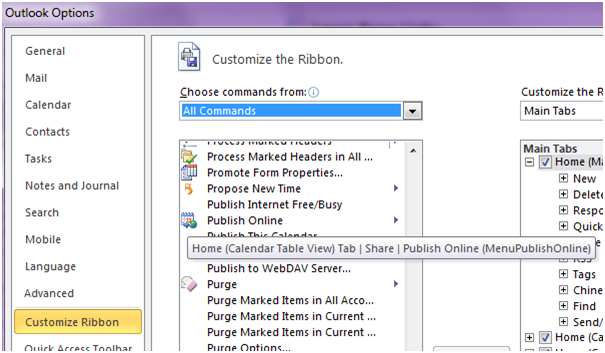 Outlook Options
General
Mail
Calendar
Contacts
Tasks
Notes and Journal
Search
Mobile
Language
Advanced
Customize Ribbon
Quick Access Toolbar
Customize the Ribbon.
Choose commands from:
All Commands
Process Marked Headers
Process Marked Headers in All ...
Promote Form Properties...
Propose New Time
Publish Internet Free/Busy
Publish Online
Publish This Calendar
Home (Calendar Table View) Tab | Share | Publish Online (MenuPublishOnline)
Publish to WebDAV Server...
Purge
Purge Marked Items in All Acco...
Purge Marked Items in Current ...
Purge Marked Items in Current ...
Purge Options...
Customize the R
Main Tabs
Main Tabs
Home (Ma
New
Delete
Respo
Quick
RSS
Tags
Chine
Find
Send/
Home (Ca